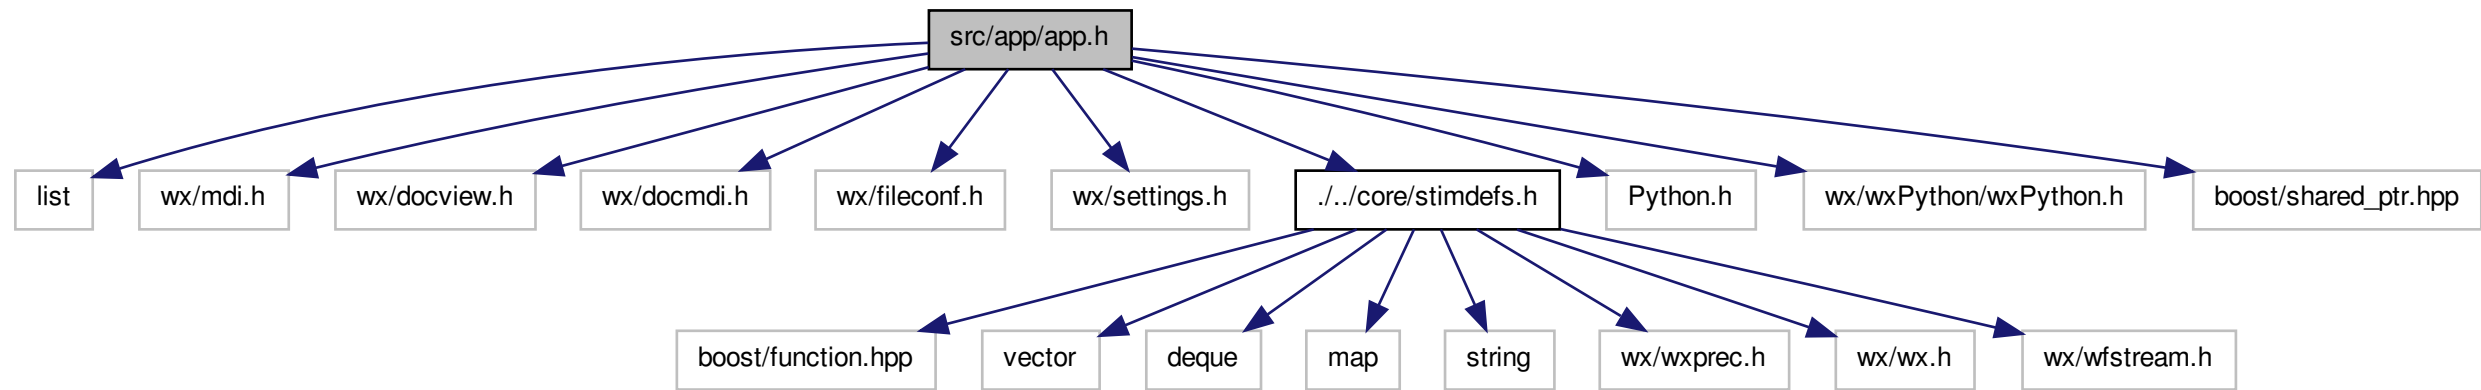 src/app/app.h
list
wx/mdi.h
wx/docview.h
wx/docmdi.h
wx/fileconf.h
wx/settings.h
./../core/stimdefs.h
Python.h
wx/wxPython/wxPython.h
boost/shared_ptr.hpp
boost/function.hpp
vector
deque
map
string
wx/wxprec.h
wx/wx.h
wx/wfstream.h